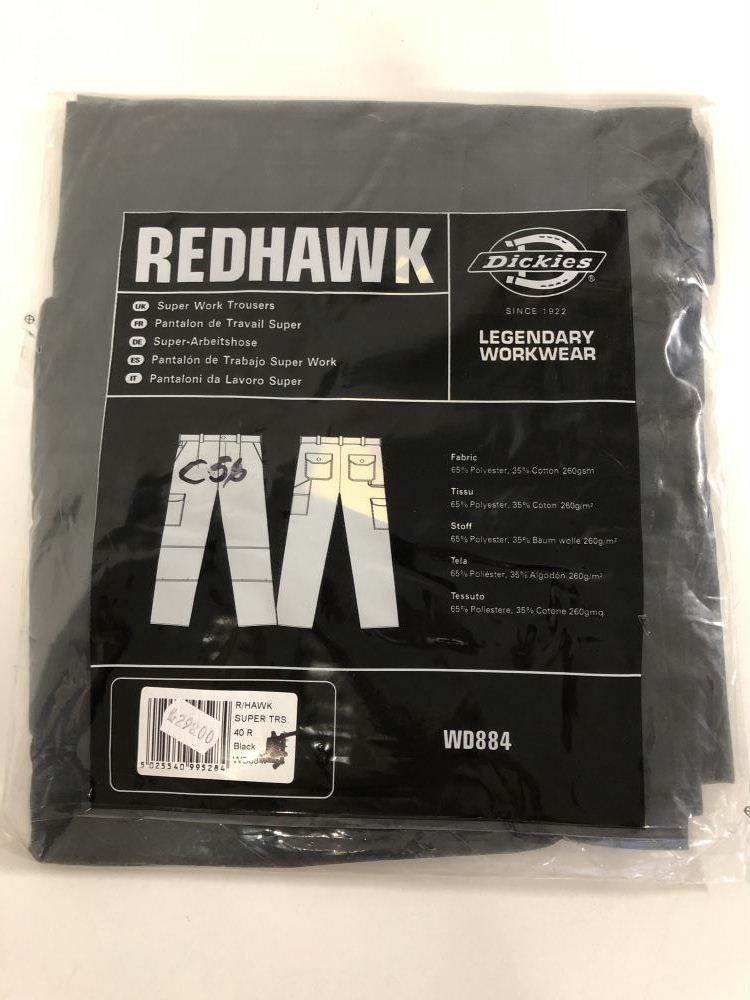 REDHAWK
UK Super Work Trousers
FR Pantalon de Travail Super
DE Super-Arbeitshose
ES Pantalón de Trabajo Super Work
IT Pantaloni da Lavoro Super
Dickies
®
SINCE 1922
LEGENDARY
WORKWEAR
Fabric
65% Polyester, 35% Cotton 260gsm
Tissu
65% Polyester, 35% Coton 260g/m²
Stoff
65% Polyester, 35% Baum wolle 260g/m²
Tela
65% Poliéster, 35% Algodón 260g/m²
Tessuto
65% Poliestere, 35% Cotone 260gmq
R/HAWK
SUPER TRS
40 R
Black
5 025540 995284
WD884